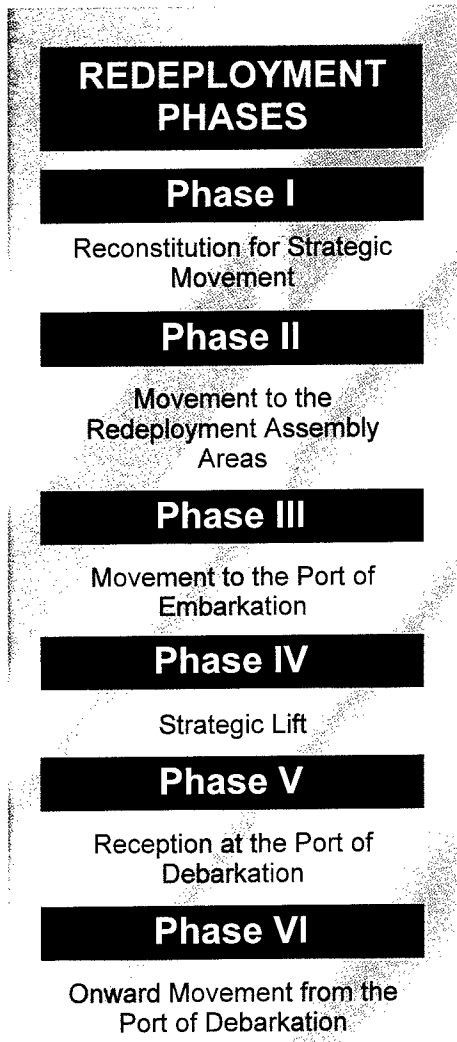 REDEPLOYMENT
PHASES
Phase I
Reconstitution for Strategic
Movement
Phase II
Movement to the
Redeployment Assembly
Areas
Phase III
Movement to the Port of
Embarkation
Phase IV
Strategic Lift
Phase V
Reception at the Port of
Debarkation
Phase VI
Onward Movement from the
Port of Debarkation